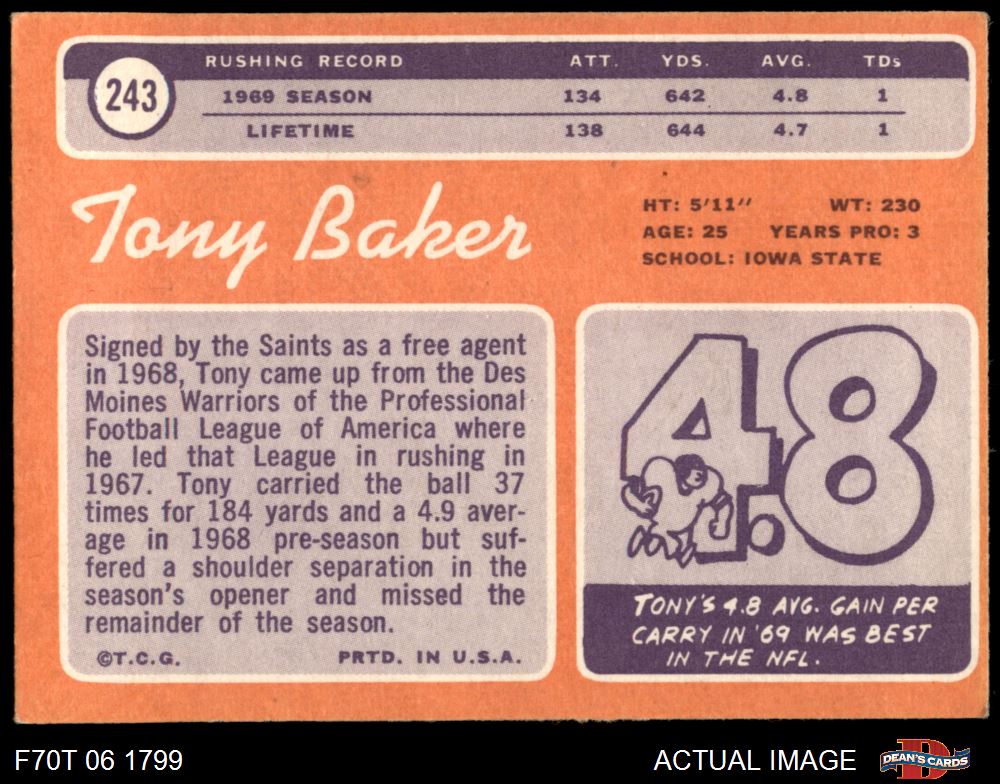 RUSHING RECORD ATT. YDS. AVG. TDs
243
1969 SEASON 134 642 4.8 1
LIFETIME 138 644 4.7 1
Tony Baker
HT: 5'11" WT: 230
AGE: 25 YEARS PRO: 3
SCHOOL: IOWA STATE
Signed by the Saints as a free agent
in 1968, Tony came up from the Des
Moines Warriors of the Professional
Football League of America where
he led that League in rushing in
1967. Tony carried the ball 37
times for 184 yards and a 4.9 aver-
age in 1968 pre-season but suf-
fered a shoulder separation in the
season's opener and missed the
remainder of the season.
©T.C.G. PRTD. IN U.S.A.
4.8
TONY'S 4.8 AVG. GAIN PER
CARRY IN '69 WAS BEST
IN THE NFL.
F70T 06 1799 ACTUAL IMAGE
D
DEAN'S CARDS